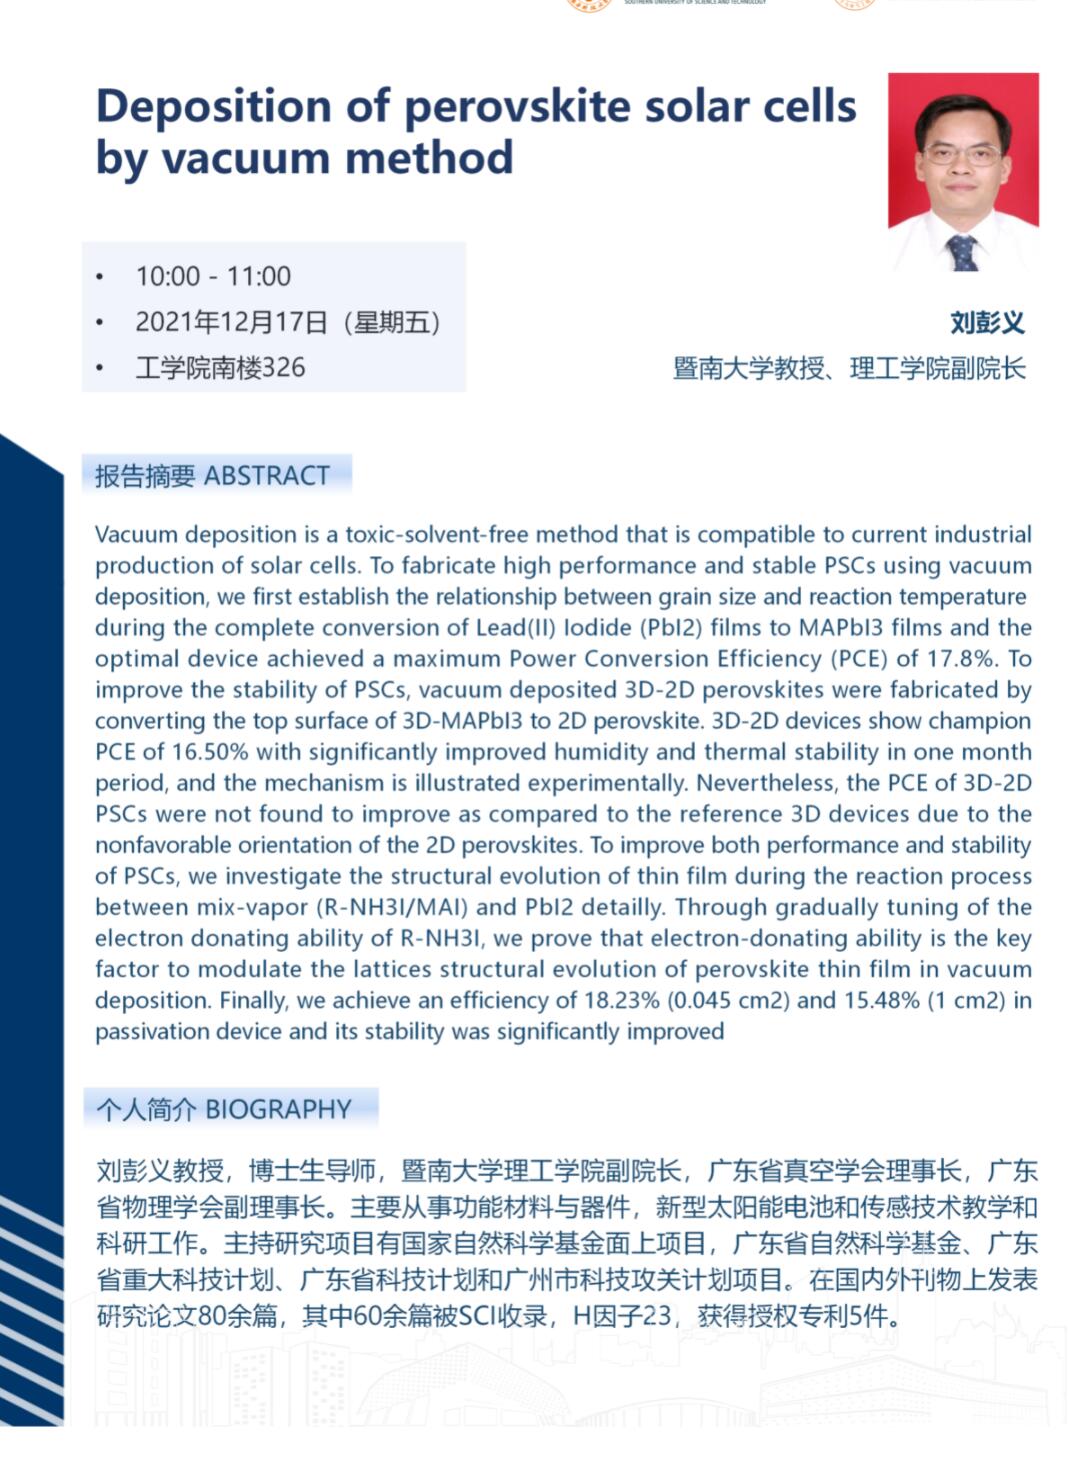 SOUTHERN UNIVERSITY OF SCIENCE AND TECHNOLOGY
Deposition of perovskite solar cells
by vacuum method
• 10:00 - 11:00
• 2021年12月17日（星期五）
• 工学院南楼326
刘彭义
暨南大学教授、理工学院副院长
报告摘要 ABSTRACT
Vacuum deposition is a toxic-solvent-free method that is compatible to current industrial
production of solar cells. To fabricate high performance and stable PSCs using vacuum
deposition, we first establish the relationship between grain size and reaction temperature
during the complete conversion of Lead(II) Iodide (PbI2) films to MAPbI3 films and the
optimal device achieved a maximum Power Conversion Efficiency (PCE) of 17.8%. To
improve the stability of PSCs, vacuum deposited 3D-2D perovskites were fabricated by
converting the top surface of 3D-MAPbI3 to 2D perovskite. 3D-2D devices show champion
PCE of 16.50% with significantly improved humidity and thermal stability in one month
period, and the mechanism is illustrated experimentally. Nevertheless, the PCE of 3D-2D
PSCs were not found to improve as compared to the reference 3D devices due to the
nonfavorable orientation of the 2D perovskites. To improve both performance and stability
of PSCs, we investigate the structural evolution of thin film during the reaction process
between mix-vapor (R-NH3I/MAI) and PbI2 detailly. Through gradually tuning of the
electron donating ability of R-NH3I, we prove that electron-donating ability is the key
factor to modulate the lattices structural evolution of perovskite thin film in vacuum
deposition. Finally, we achieve an efficiency of 18.23% (0.045 cm2) and 15.48% (1 cm2) in
passivation device and its stability was significantly improved
个人简介 BIOGRAPHY
刘彭义教授，博士生导师，暨南大学理工学院副院长，广东省真空学会理事长，广东
省物理学会副理事长。主要从事功能材料与器件，新型太阳能电池和传感技术教学和
科研工作。主持研究项目有国家自然科学基金面上项目，广东省自然科学基金、广东
省重大科技计划、广东省科技计划和广州市科技攻关计划项目。在国内外刊物上发表
研究论文80余篇，其中60余篇被SCI收录，H因子23，获得授权专利5件。